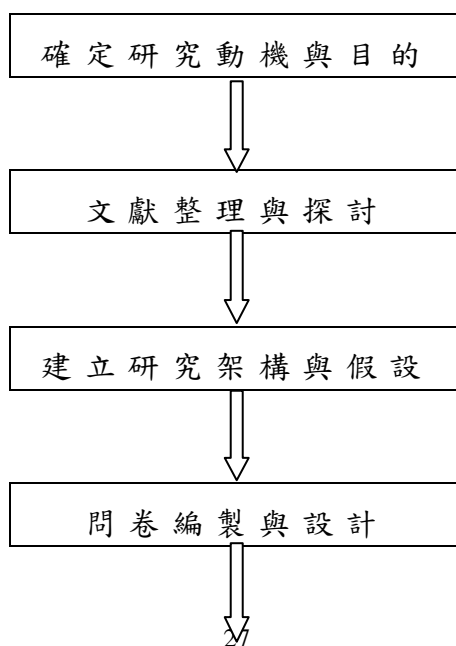 確定研究動機與目的
文獻整理與探討
建立研究架構與假設
問卷編製與設計
27